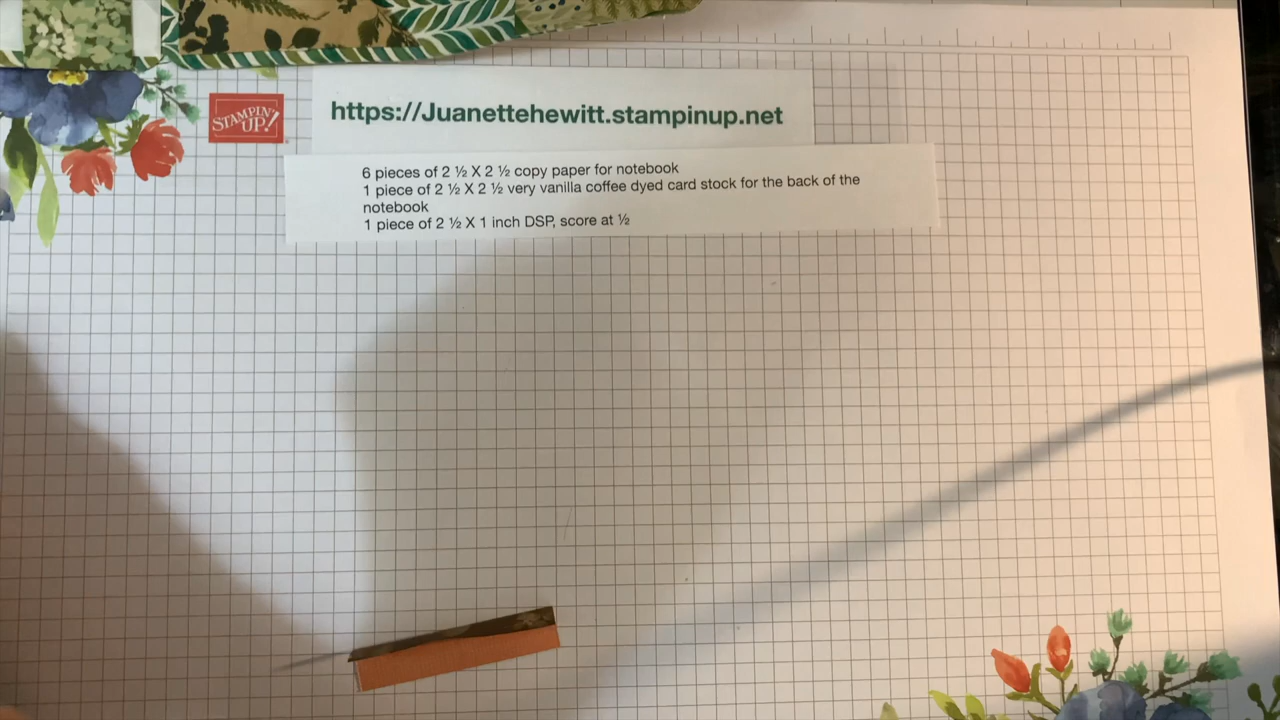 STAMPIN' UP!
https://Juanettehewitt.stampinup.net
6 pieces of 2 ½ X 2 ½ copy paper for notebook
1 piece of 2 ½ X 2 ½ very vanilla coffee dyed card stock for the back of the
notebook
1 piece of 2 ½ X 1 inch DSP, score at ½